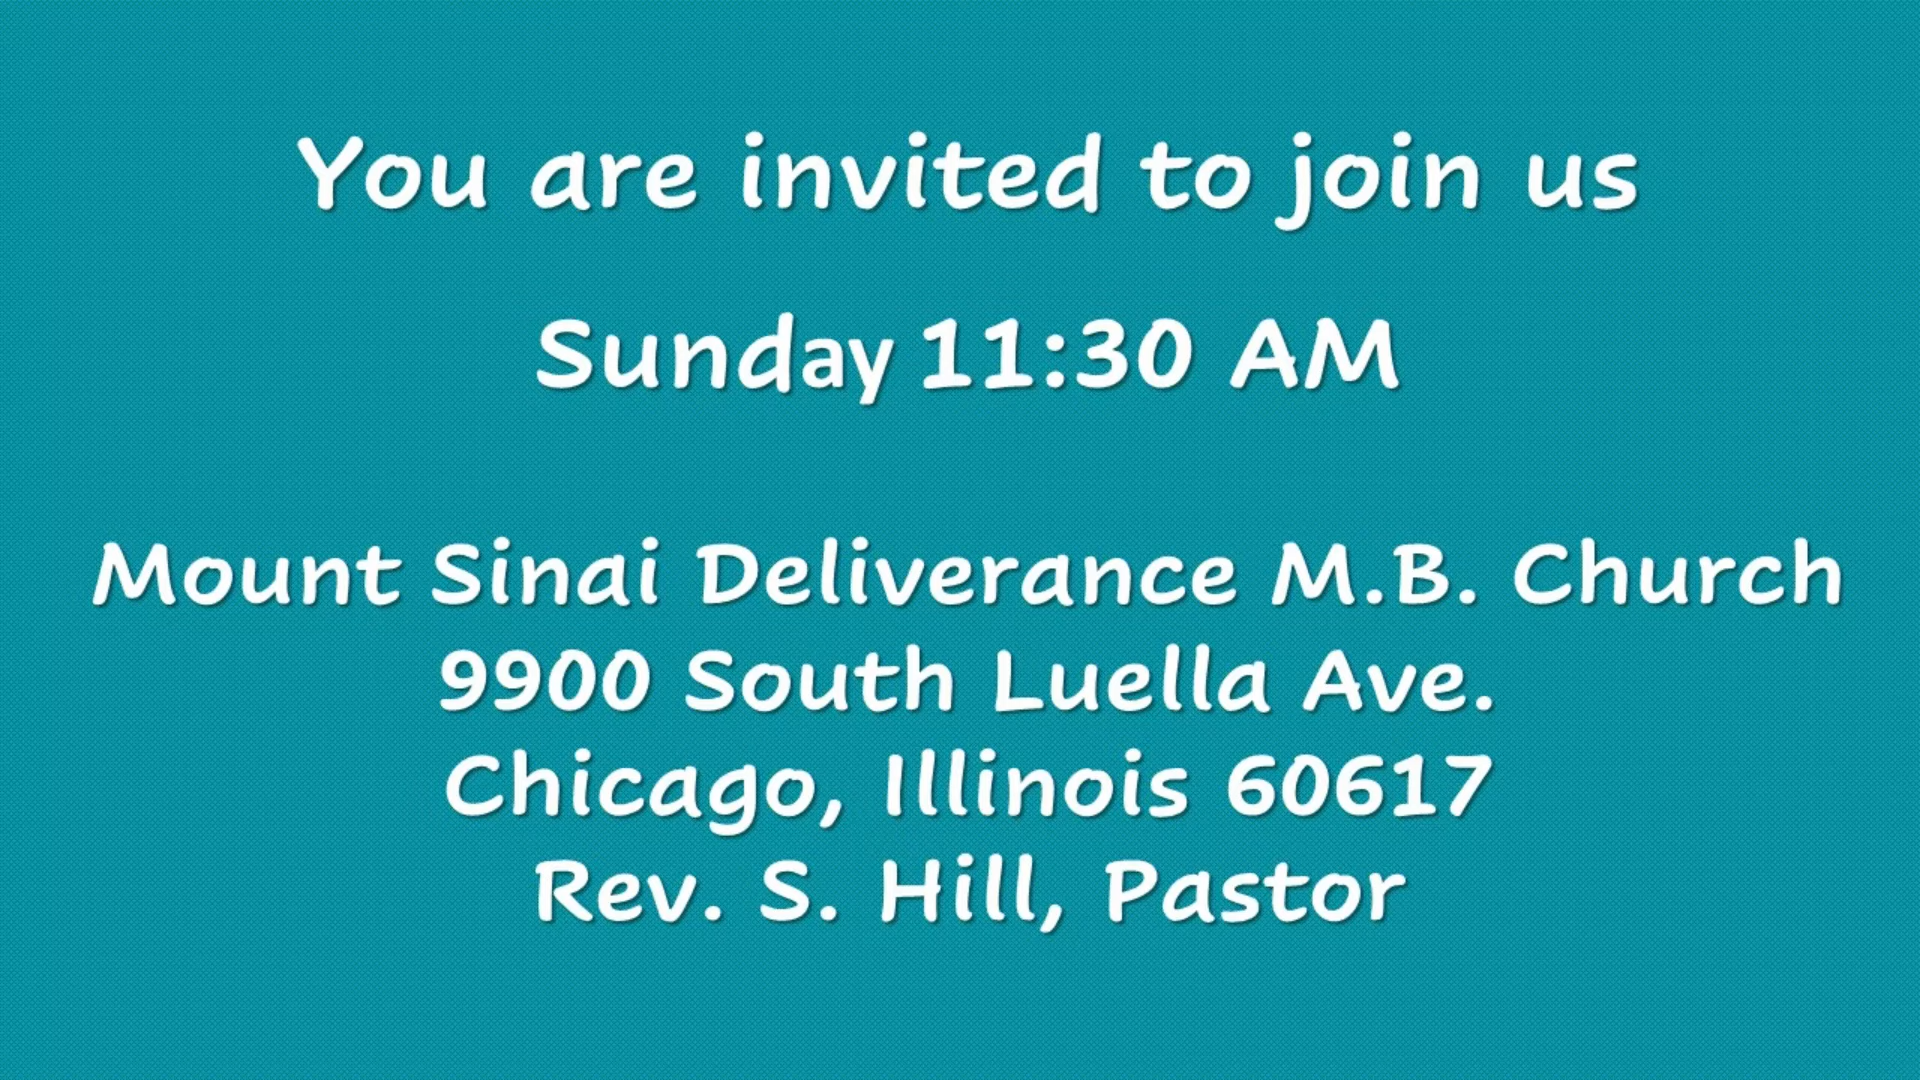 You are invited to join us
Sunday 11:30 AM
Mount Sinai Deliverance M.B. Church
9900 South Luella Ave.
Chicago, Illinois 60617
Rev. S. Hill, Pastor